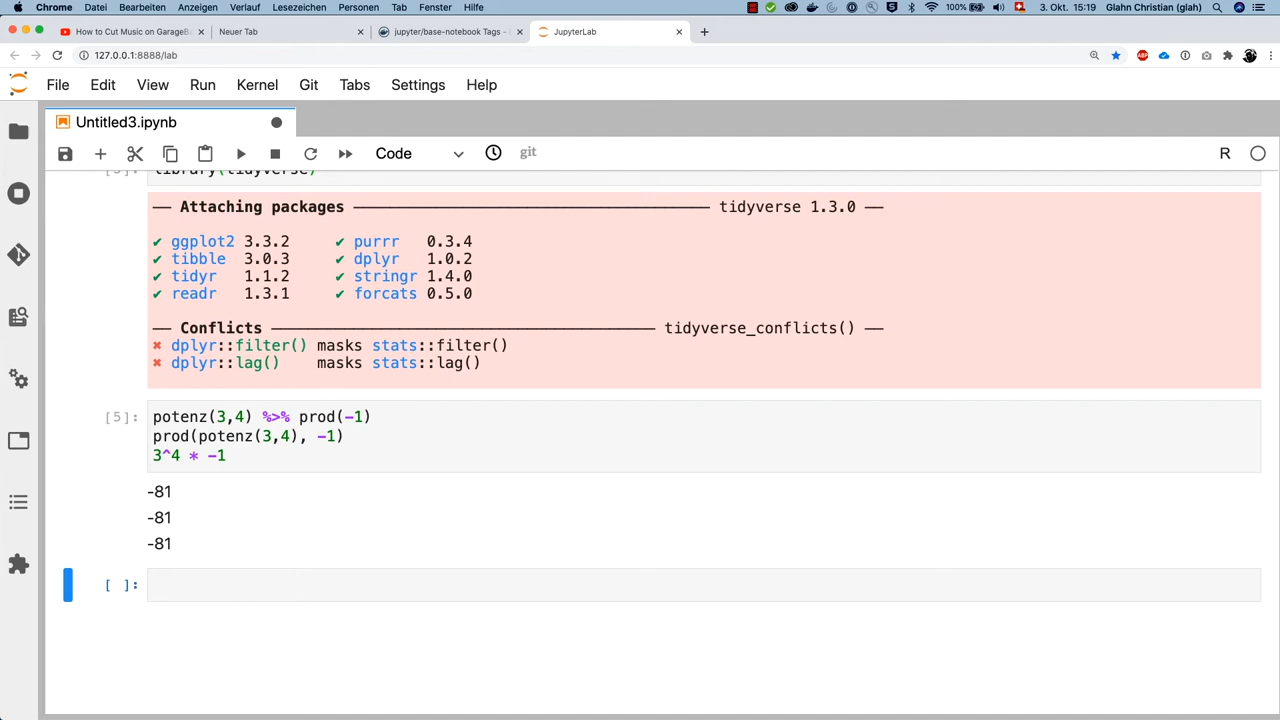 Chrome Datei Bearbeiten Anzeigen Verlauf Lesezeichen Personen Tab Fenster Hilfe 100% 3. Okt. 15:19 Glahn Christian (glah)
How to Cut Music on GarageB Neuer Tab jupyter/base-notebook Tags - JupyterLab
127.0.0.1:8888/lab ABP
File Edit View Run Kernel Git Tabs Settings Help
Untitled3.ipynb
Code git R
library(tidyverse)
── Attaching packages ─────────────────────────────────────── tidyverse 1.3.0 ──
✔ ggplot2 3.3.2 ✔ purrr 0.3.4
✔ tibble 3.0.3 ✔ dplyr 1.0.2
✔ tidyr 1.1.2 ✔ stringr 1.4.0
✔ readr 1.3.1 ✔ forcats 0.5.0
── Conflicts ────────────────────────────────────────── tidyverse_conflicts() ──
✖ dplyr::filter() masks stats::filter()
✖ dplyr::lag() masks stats::lag()
[5]: potenz(3,4) %>% prod(-1)
prod(potenz(3,4), -1)
3^4 * -1
-81
-81
-81
[ ]: